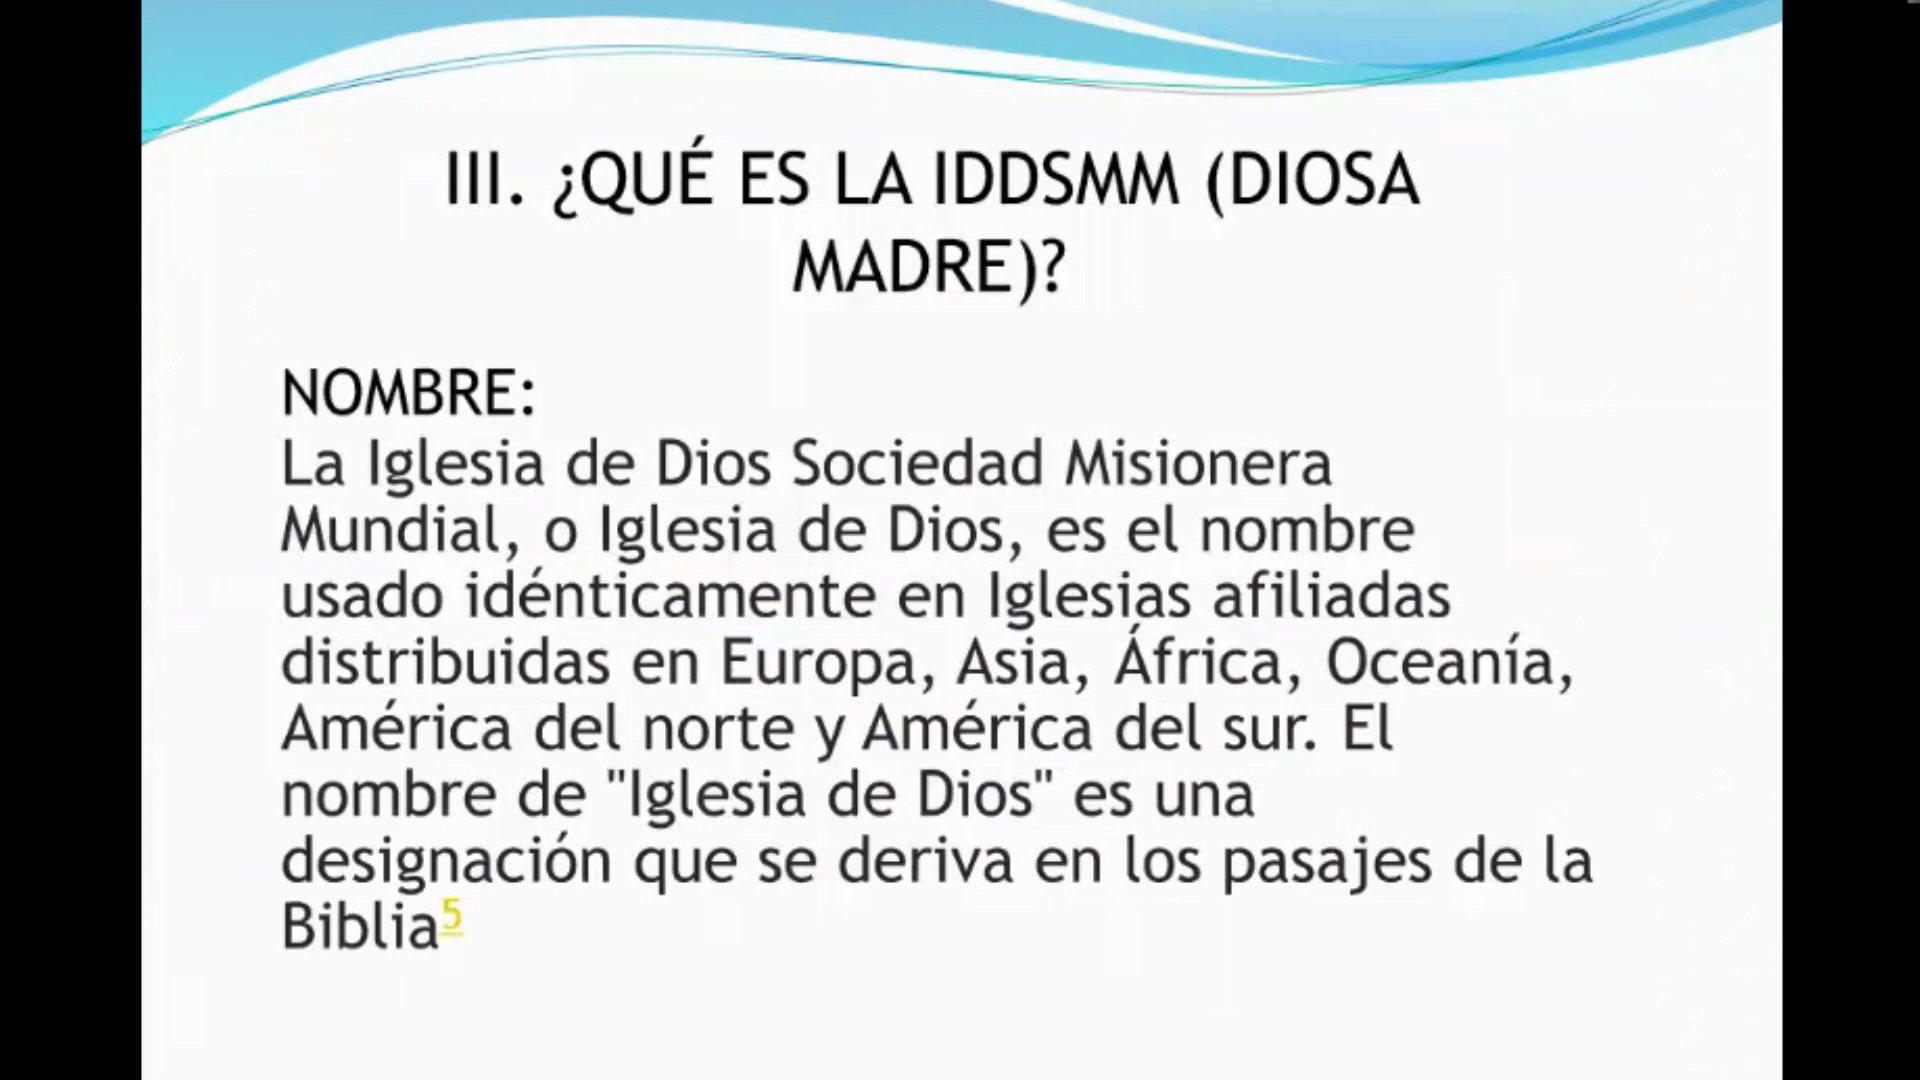 III. ¿QUÉ ES LA IDDSMM (DIOSA
MADRE)?
NOMBRE:
La Iglesia de Dios Sociedad Misionera
Mundial, o Iglesia de Dios, es el nombre
usado idénticamente en Iglesias afiliadas
distribuidas en Europa, Asia, África, Oceanía,
América del norte y América del sur. El
nombre de "Iglesia de Dios" es una
designación que se deriva en los pasajes de la
Biblia5